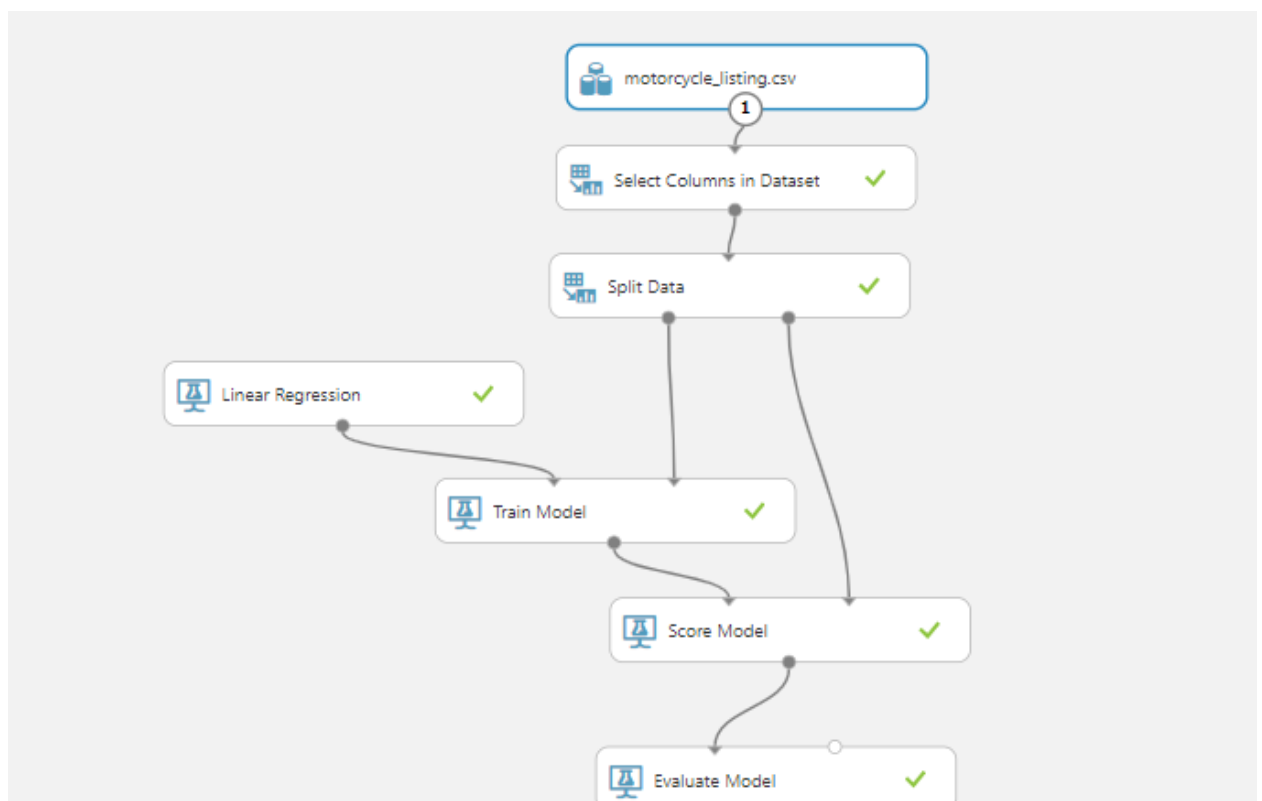 motorcycle_listing.csv
1
Select Columns in Dataset
Split Data
Linear Regression
Train Model
Score Model
Evaluate Model